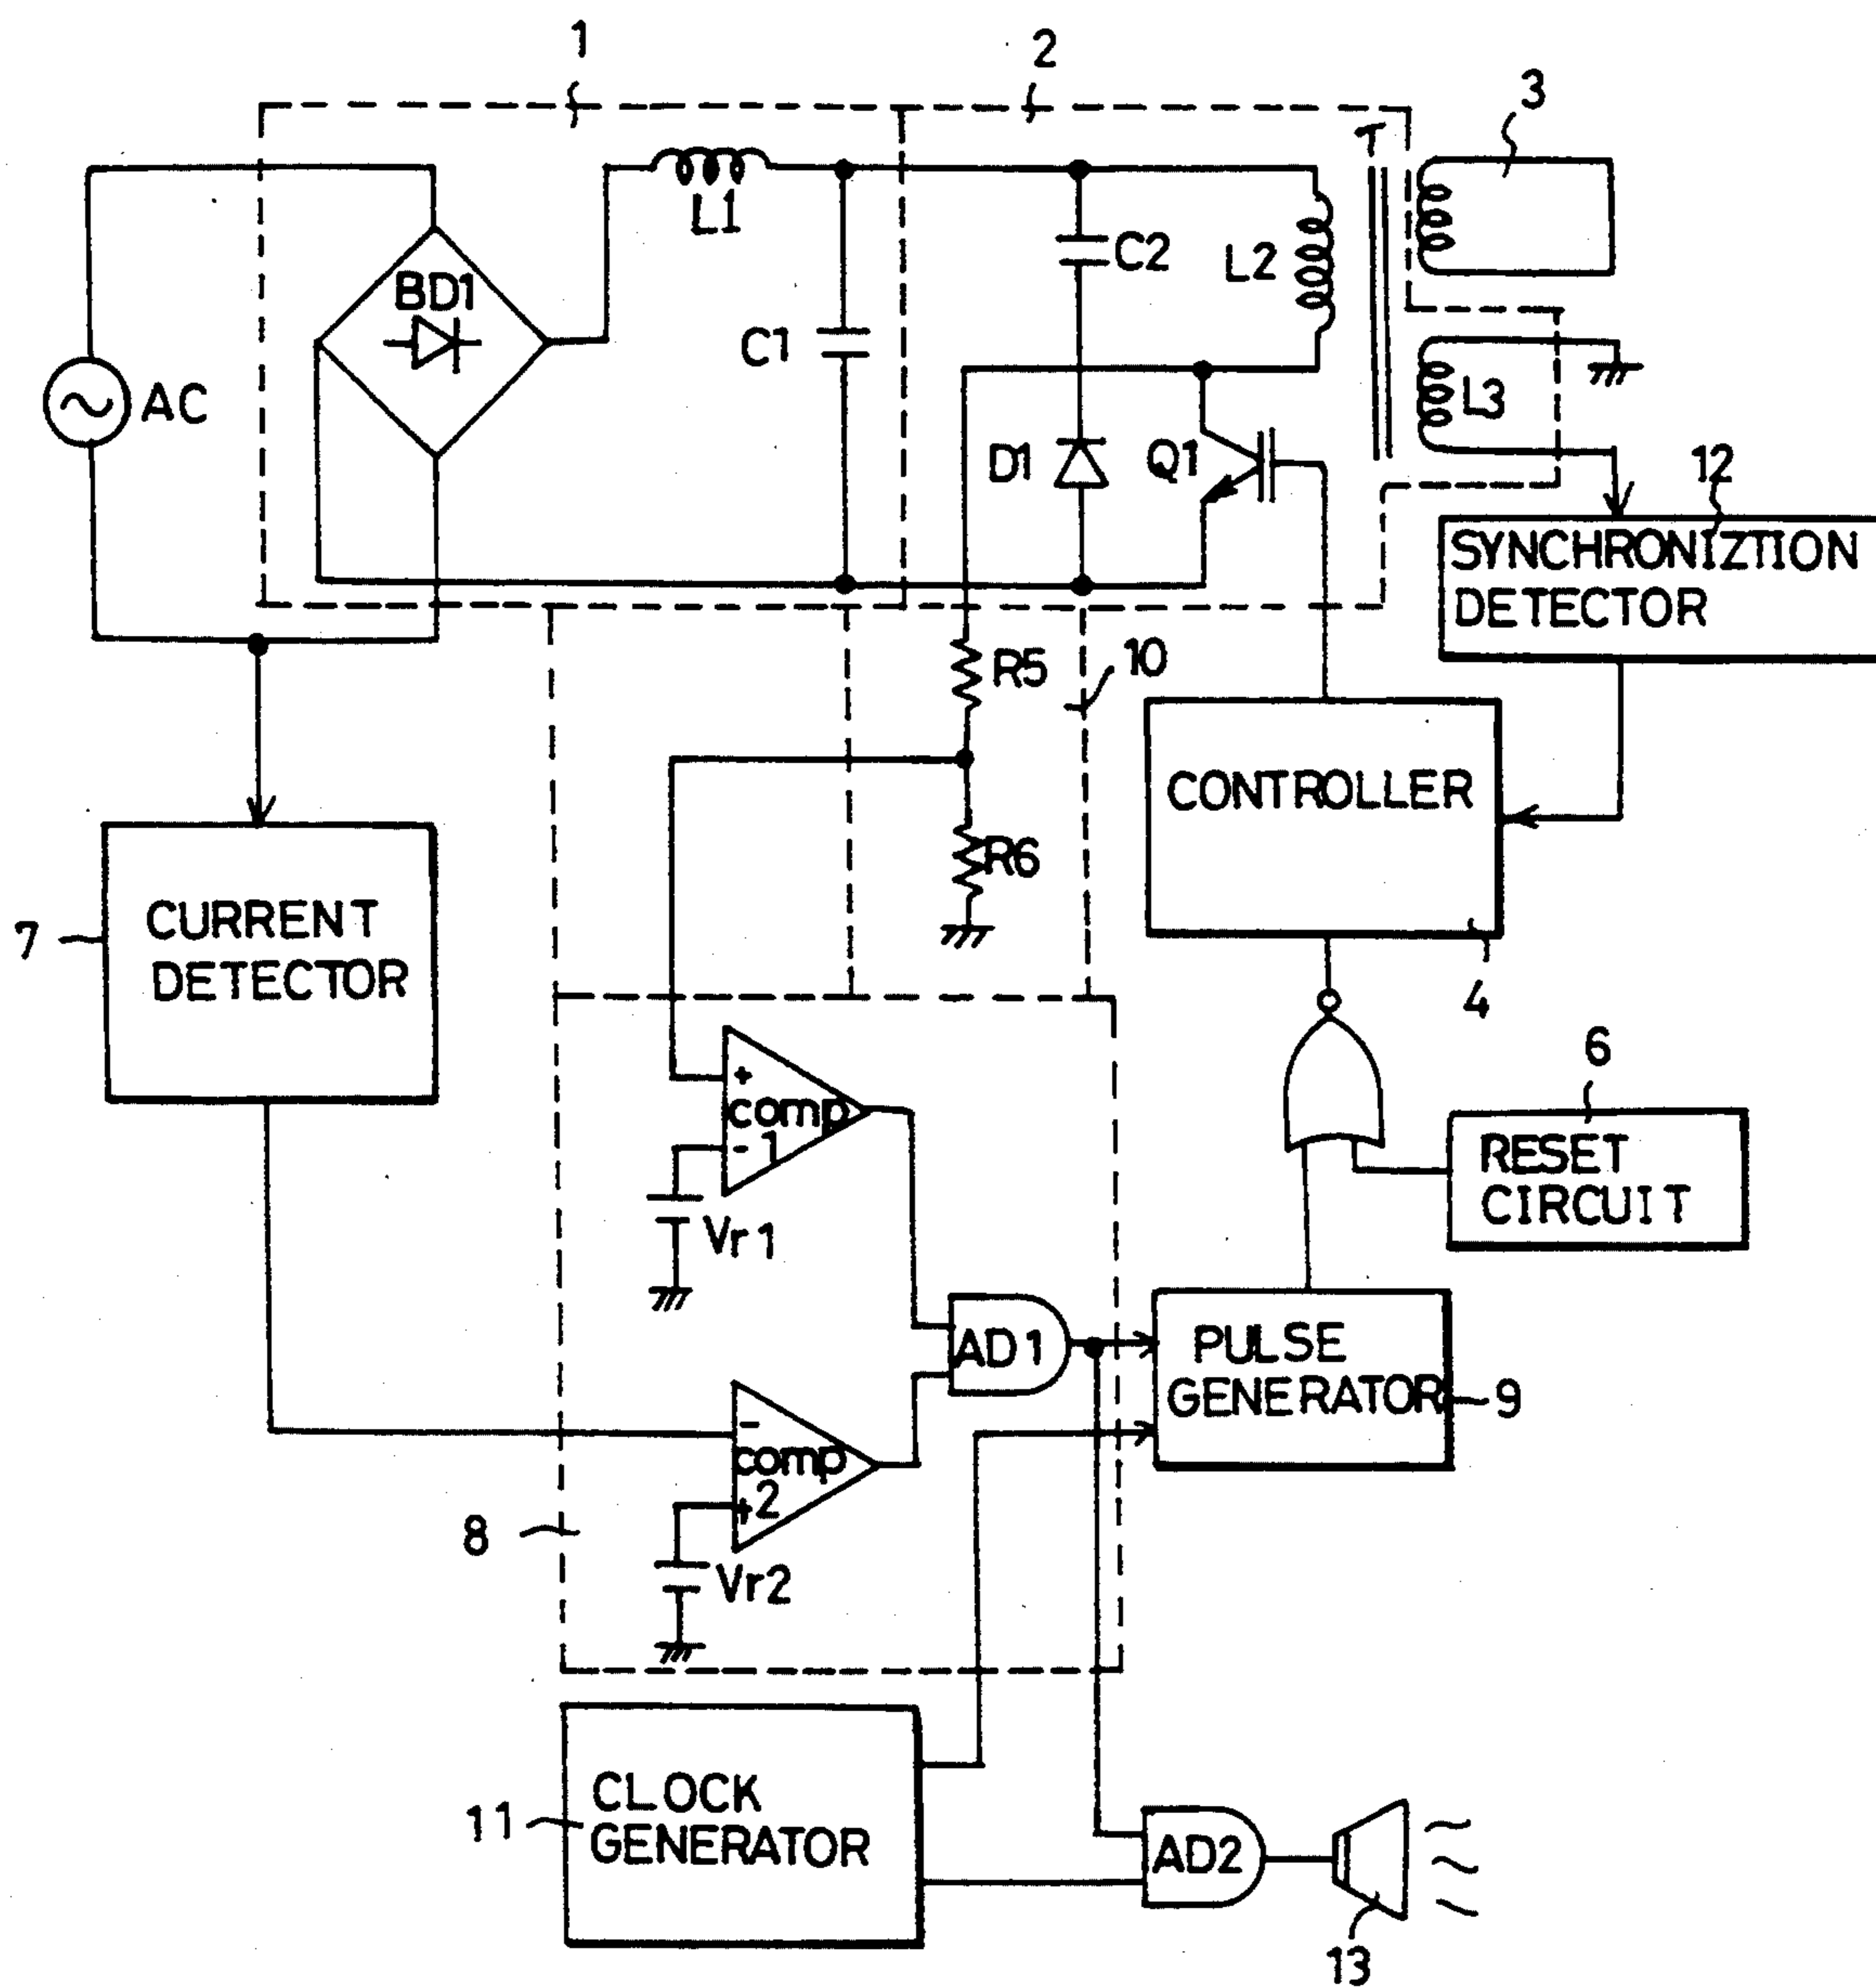 1
2
3
T
L1
BD1
C2
L2
C1
AC
L3
D1
Q1
12
SYNCHRONIZTION
DETECTOR
R5
10
CONTROLLER
R6
CURRENT
DETECTOR
7
4
6
+
comp
1
-
RESET
CIRCUIT
Vr1
AD1
PULSE
GENERATOR
9
-
comp
2
+
8
Vr2
CLOCK
GENERATOR
11
AD2
13